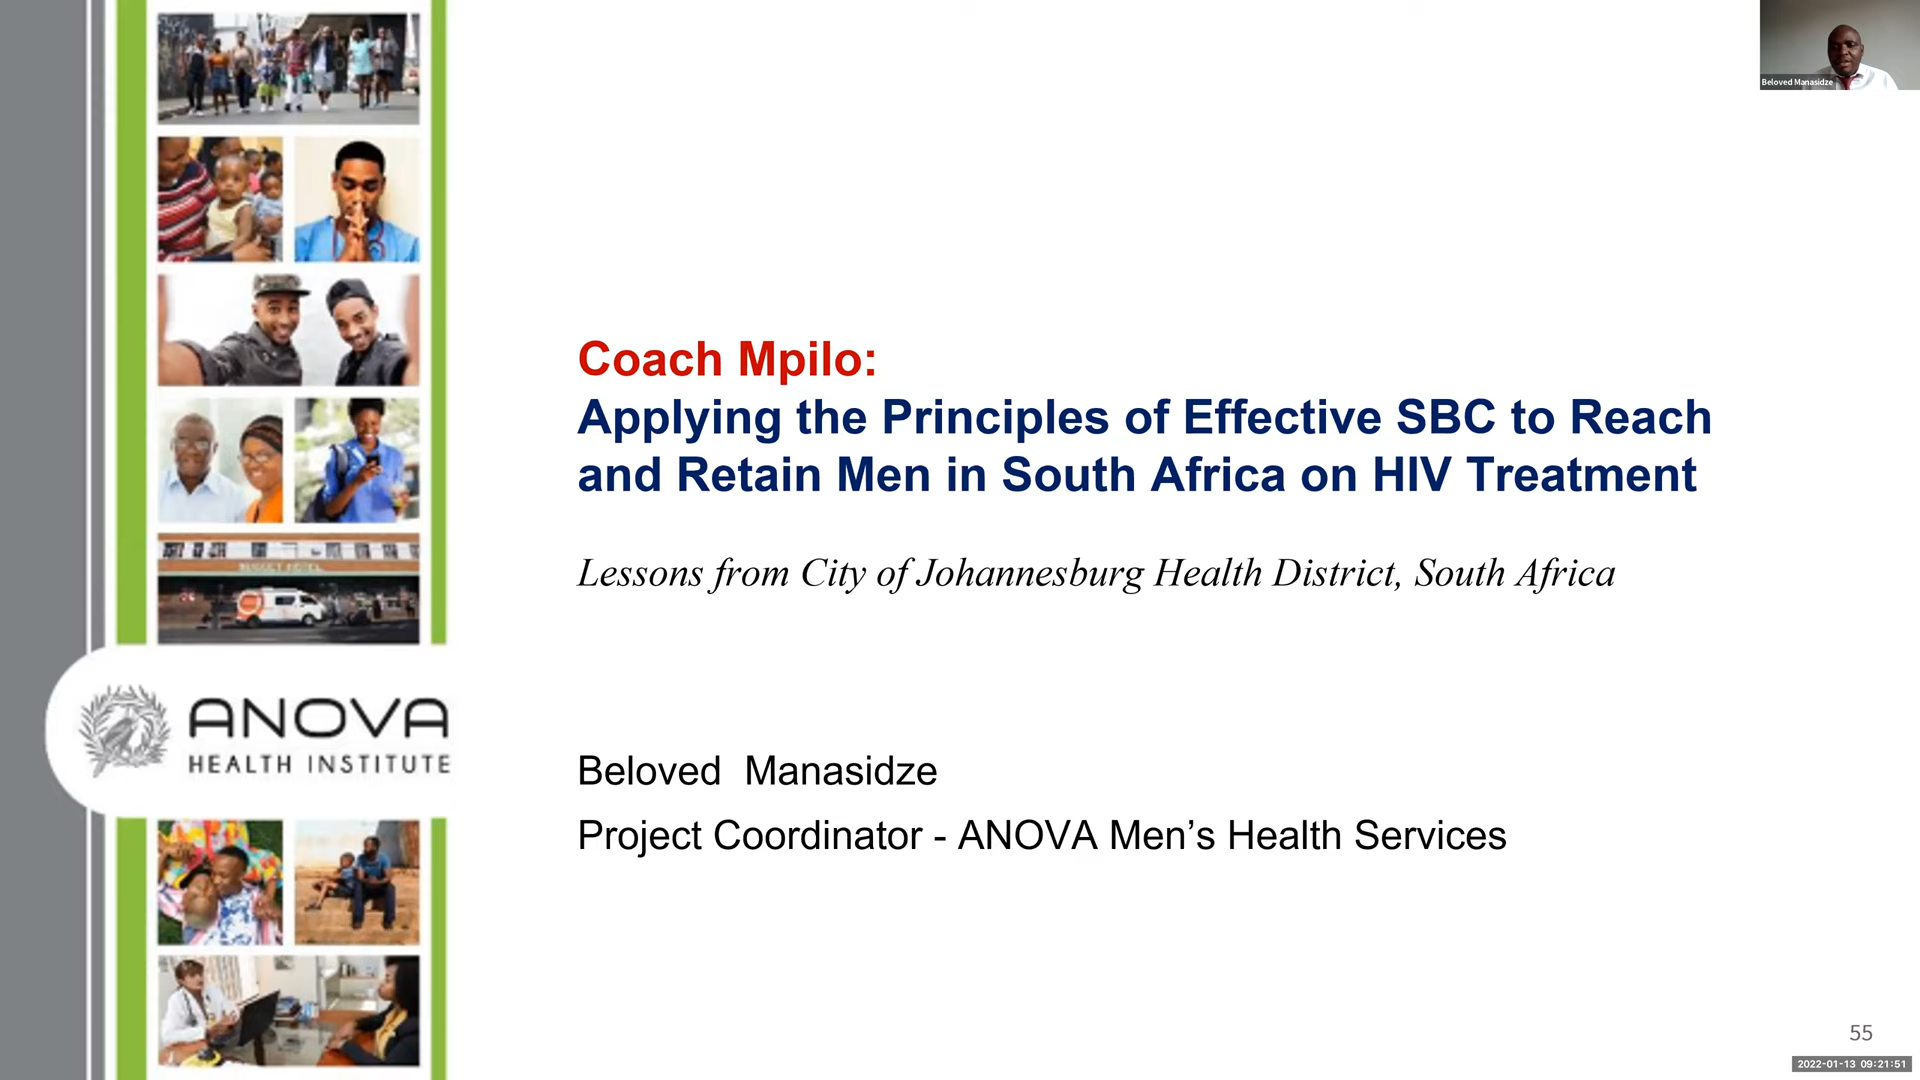 Beloved Manasidze
Coach Mpilo:
Applying the Principles of Effective SBC to Reach
and Retain Men in South Africa on HIV Treatment
Lessons from City of Johannesburg Health District, South Africa
ANOVA
HEALTH INSTITUTE
Beloved Manasidze
Project Coordinator - ANOVA Men’s Health Services
55
2022-01-13 09:21:51